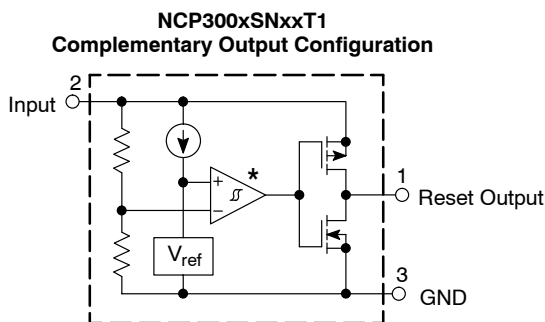 NCP300xSNxxT1
Complementary Output Configuration
2
Input
*
1
+
Reset Output
−
Vref
3
GND